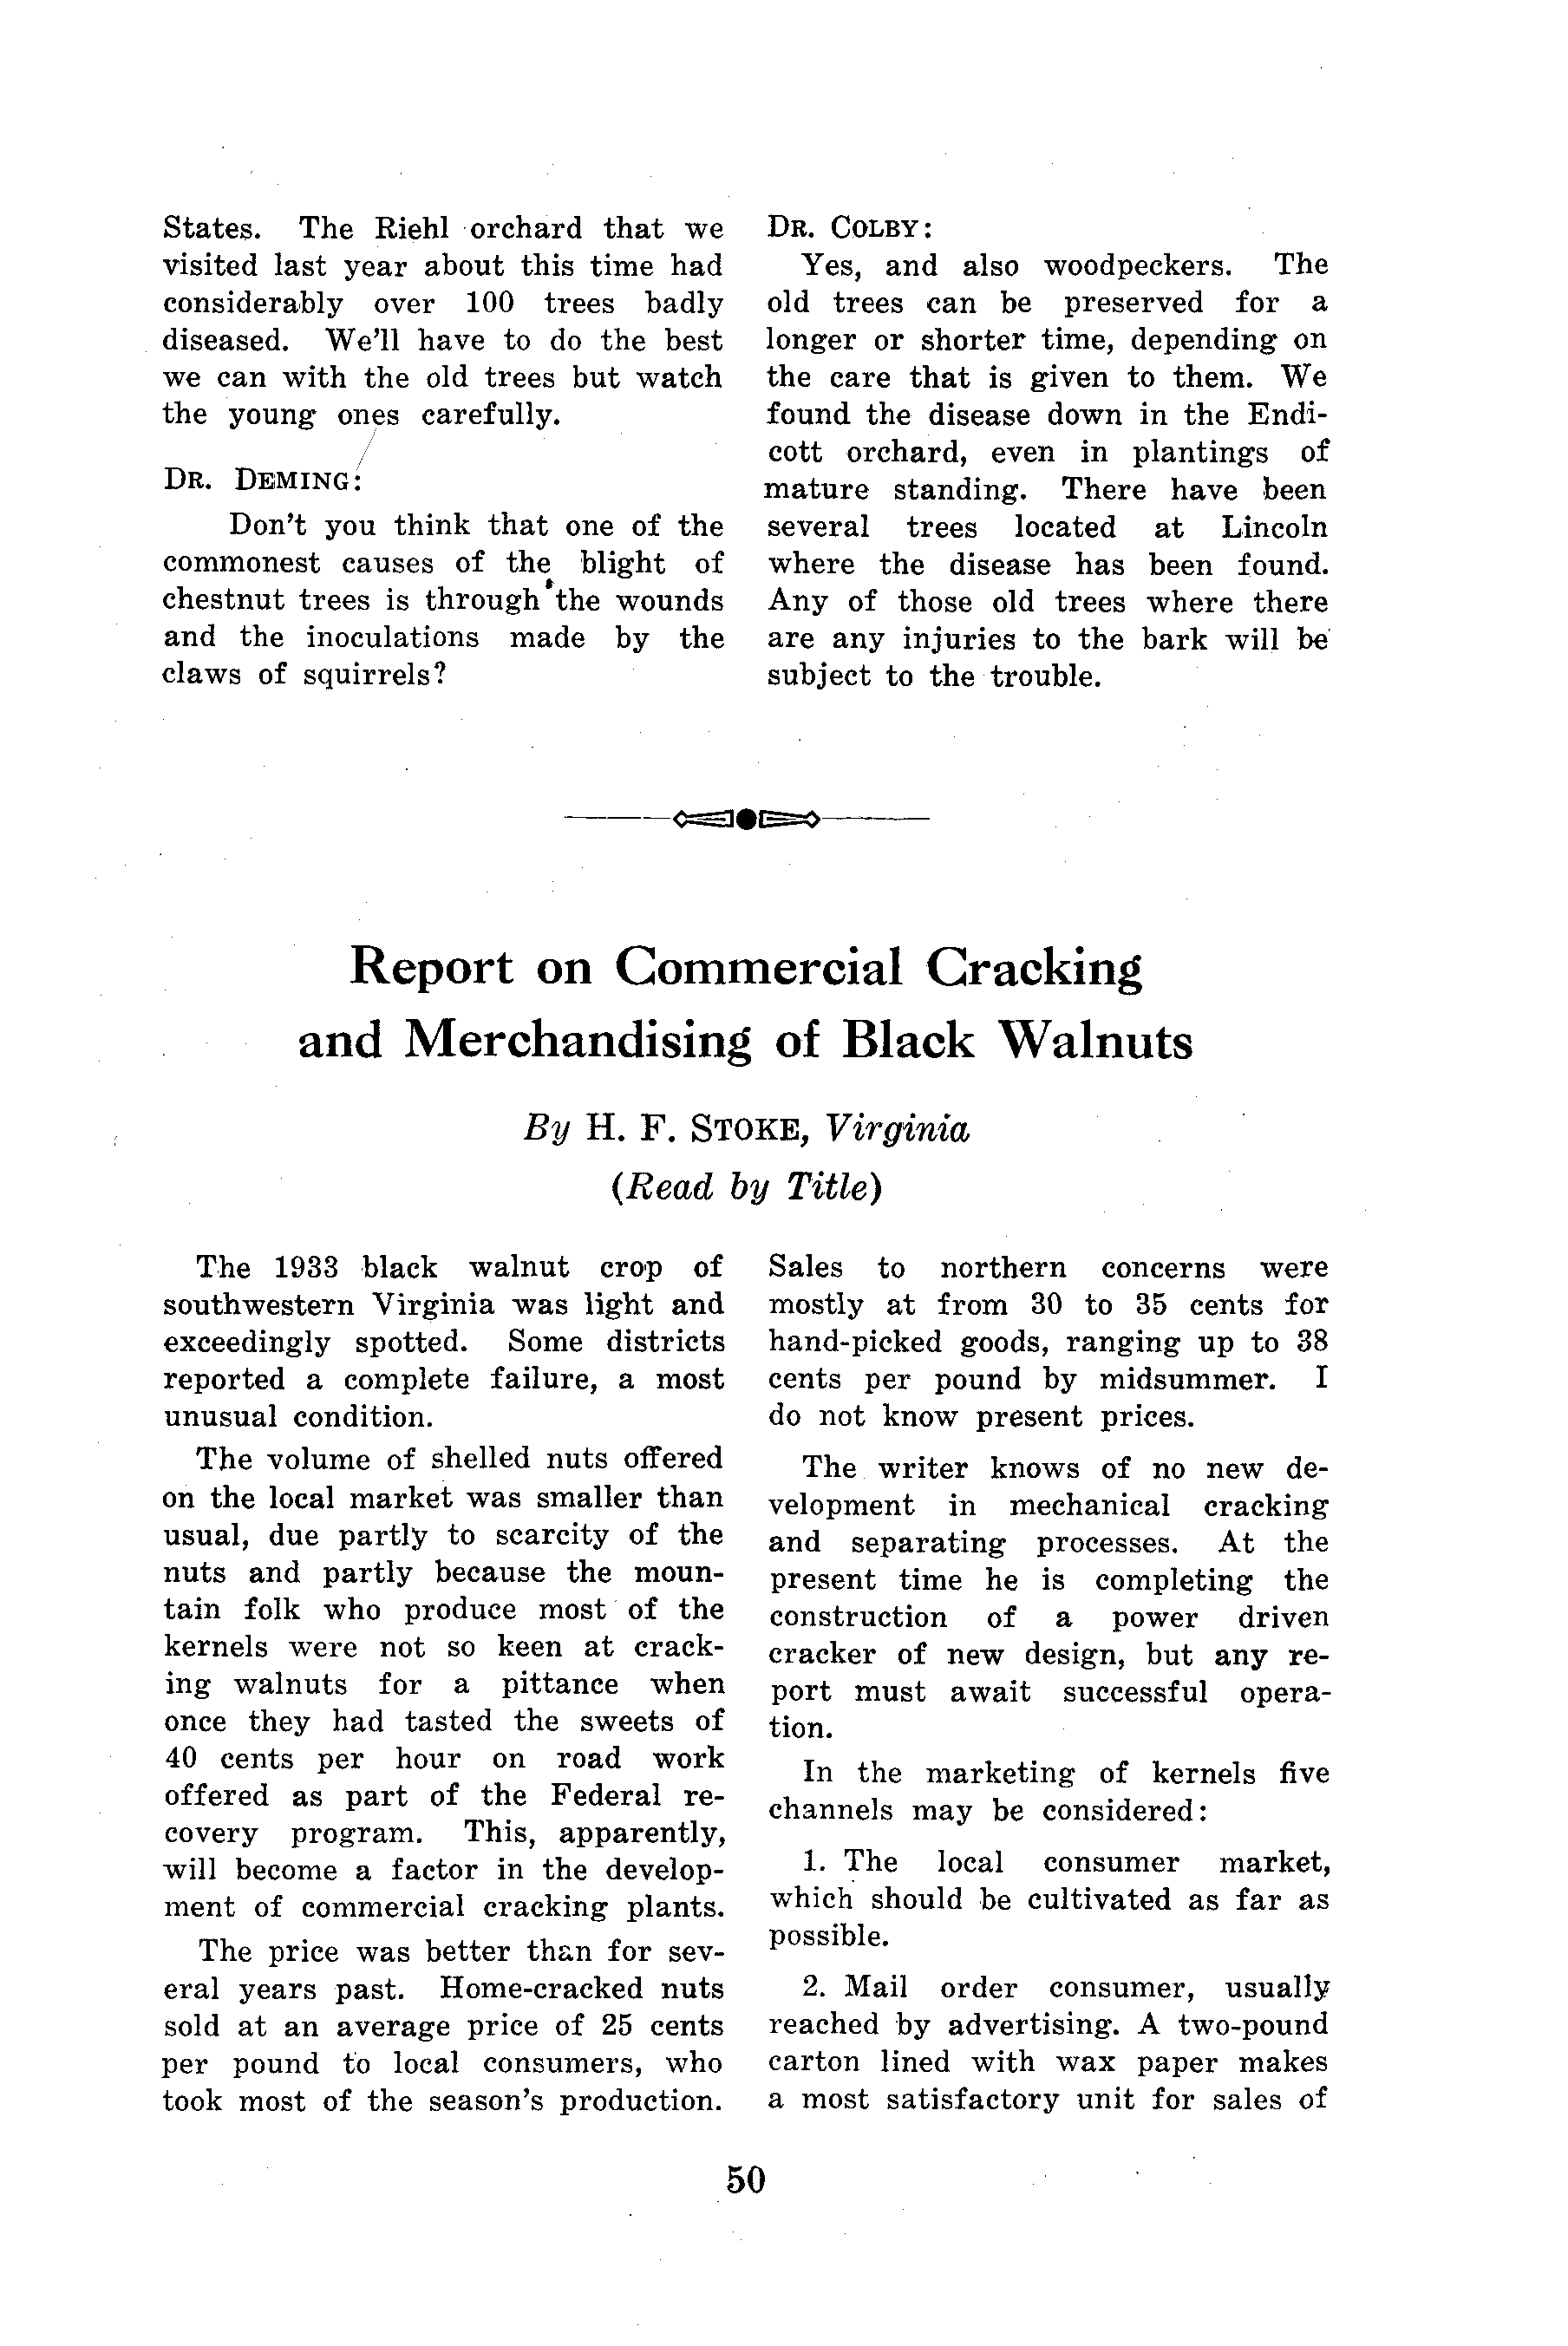 States. The Riehl orchard that we
visited last year about this time had
considerably over 100 trees badly
diseased. We'll have to do the best
we can with the old trees but watch
the young ones carefully.
DR. DEMING:
Don't you think that one of the
commonest causes of the blight of
chestnut trees is through the wounds
and the inoculations made by the
claws of squirrels?
DR. COLBY:
Yes, and also woodpeckers. The
old trees can be preserved for a
longer or shorter time, depending on
the care that is given to them. We
found the disease down in the Endi-
cott orchard, even in plantings of
mature standing. There have been
several trees located at Lincoln
where the disease has been found.
Any of those old trees where there
are any injuries to the bark will be
subject to the trouble.
Report on Commercial Cracking
and Merchandising of Black Walnuts
By H. F. STOKE, Virginia
(Read by Title)
The 1933 black walnut crop of
southwestern Virginia was light and
exceedingly spotted. Some districts
reported a complete failure, a most
unusual condition.
The volume of shelled nuts offered
on the local market was smaller than
usual, due partly to scarcity of the
nuts and partly because the moun-
tain folk who produce most of the
kernels were not so keen at crack-
ing walnuts for a pittance when
once they had tasted the sweets of
40 cents per hour on road work
offered as part of the Federal re-
covery program. This, apparently,
will become a factor in the develop-
ment of commercial cracking plants.
The price was better than for sev-
eral years past. Home-cracked nuts
sold at an average price of 25 cents
per pound to local consumers, who
took most of the season's production.
Sales to northern concerns were
mostly at from 30 to 35 cents for
hand-picked goods, ranging up to 38
cents per pound by midsummer. I
do not know present prices.
The writer knows of no new de-
velopment in mechanical cracking
and separating processes. At the
present time he is completing the
construction of a power driven
cracker of new design, but any re-
port must await successful opera-
tion.
In the marketing of kernels five
channels may be considered:
1. The local consumer market,
which should be cultivated as far as
possible.
2. Mail order consumer, usually
reached by advertising. A two-pound
carton lined with wax paper makes
a most satisfactory unit for sales of
50